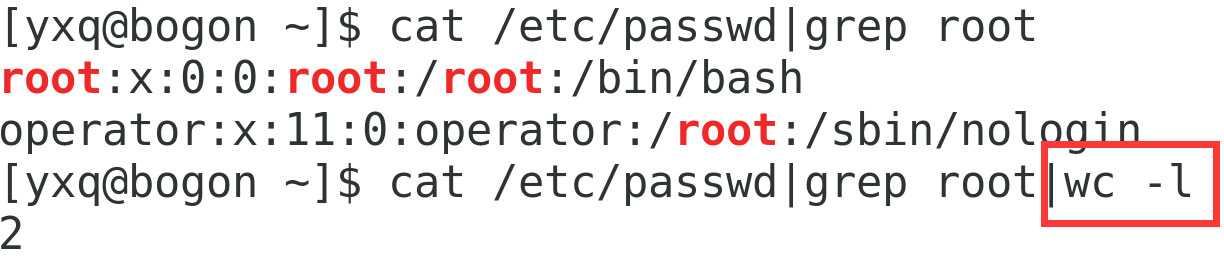 [yxq@bogon ~]$ cat /etc/passwd|grep root
root:x:0:0:root:/root:/bin/bash
operator:x:11:0:operator:/root:/sbin/nologin
[yxq@bogon ~]$ cat /etc/passwd|grep root|wc -l
2